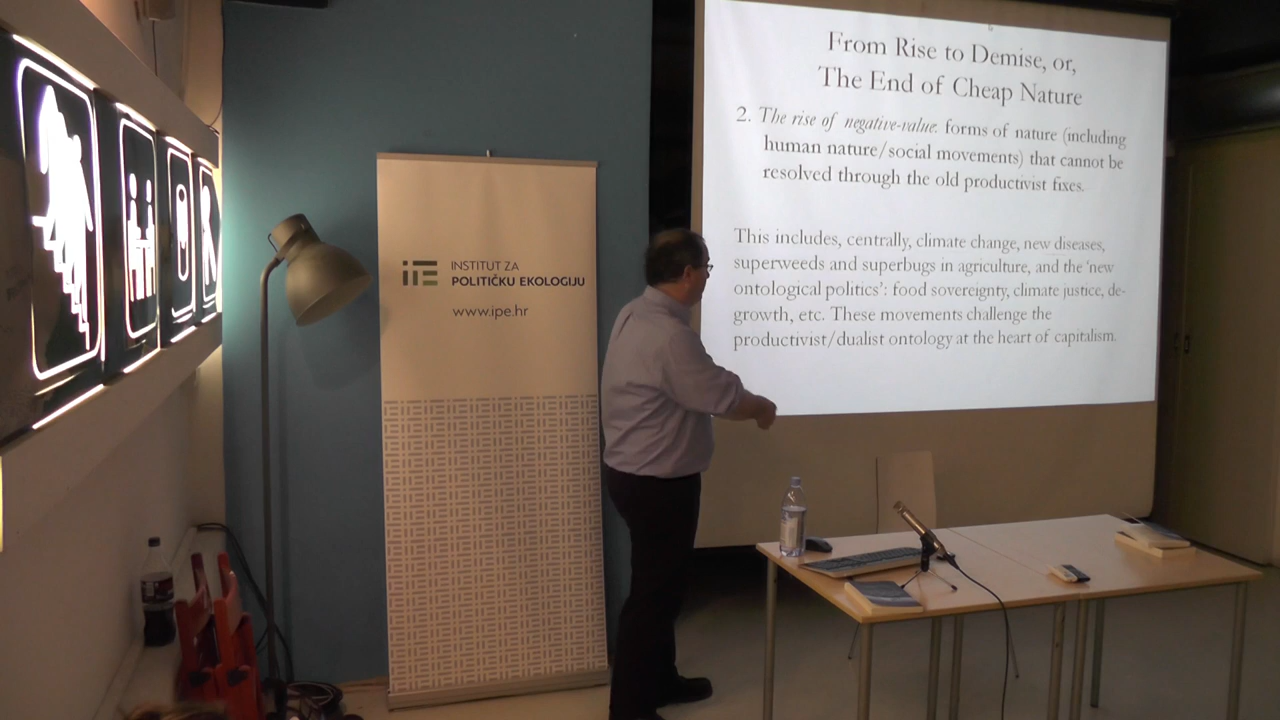 From Rise to Demise, or,
The End of Cheap Nature
2. The rise of negative-value: forms of nature (including
human nature/social movements) that cannot be
resolved through the old productivist fixes.
This includes, centrally, climate change, new diseases,
superweeds and superbugs in agriculture, and the ‘new
ontological politics’: food sovereignty, climate justice, de-
growth, etc. These movements challenge the
productivist/dualist ontology at the heart of capitalism.
INSTITUT ZA
POLITIČKU EKOLOGIJU
www.ipe.hr